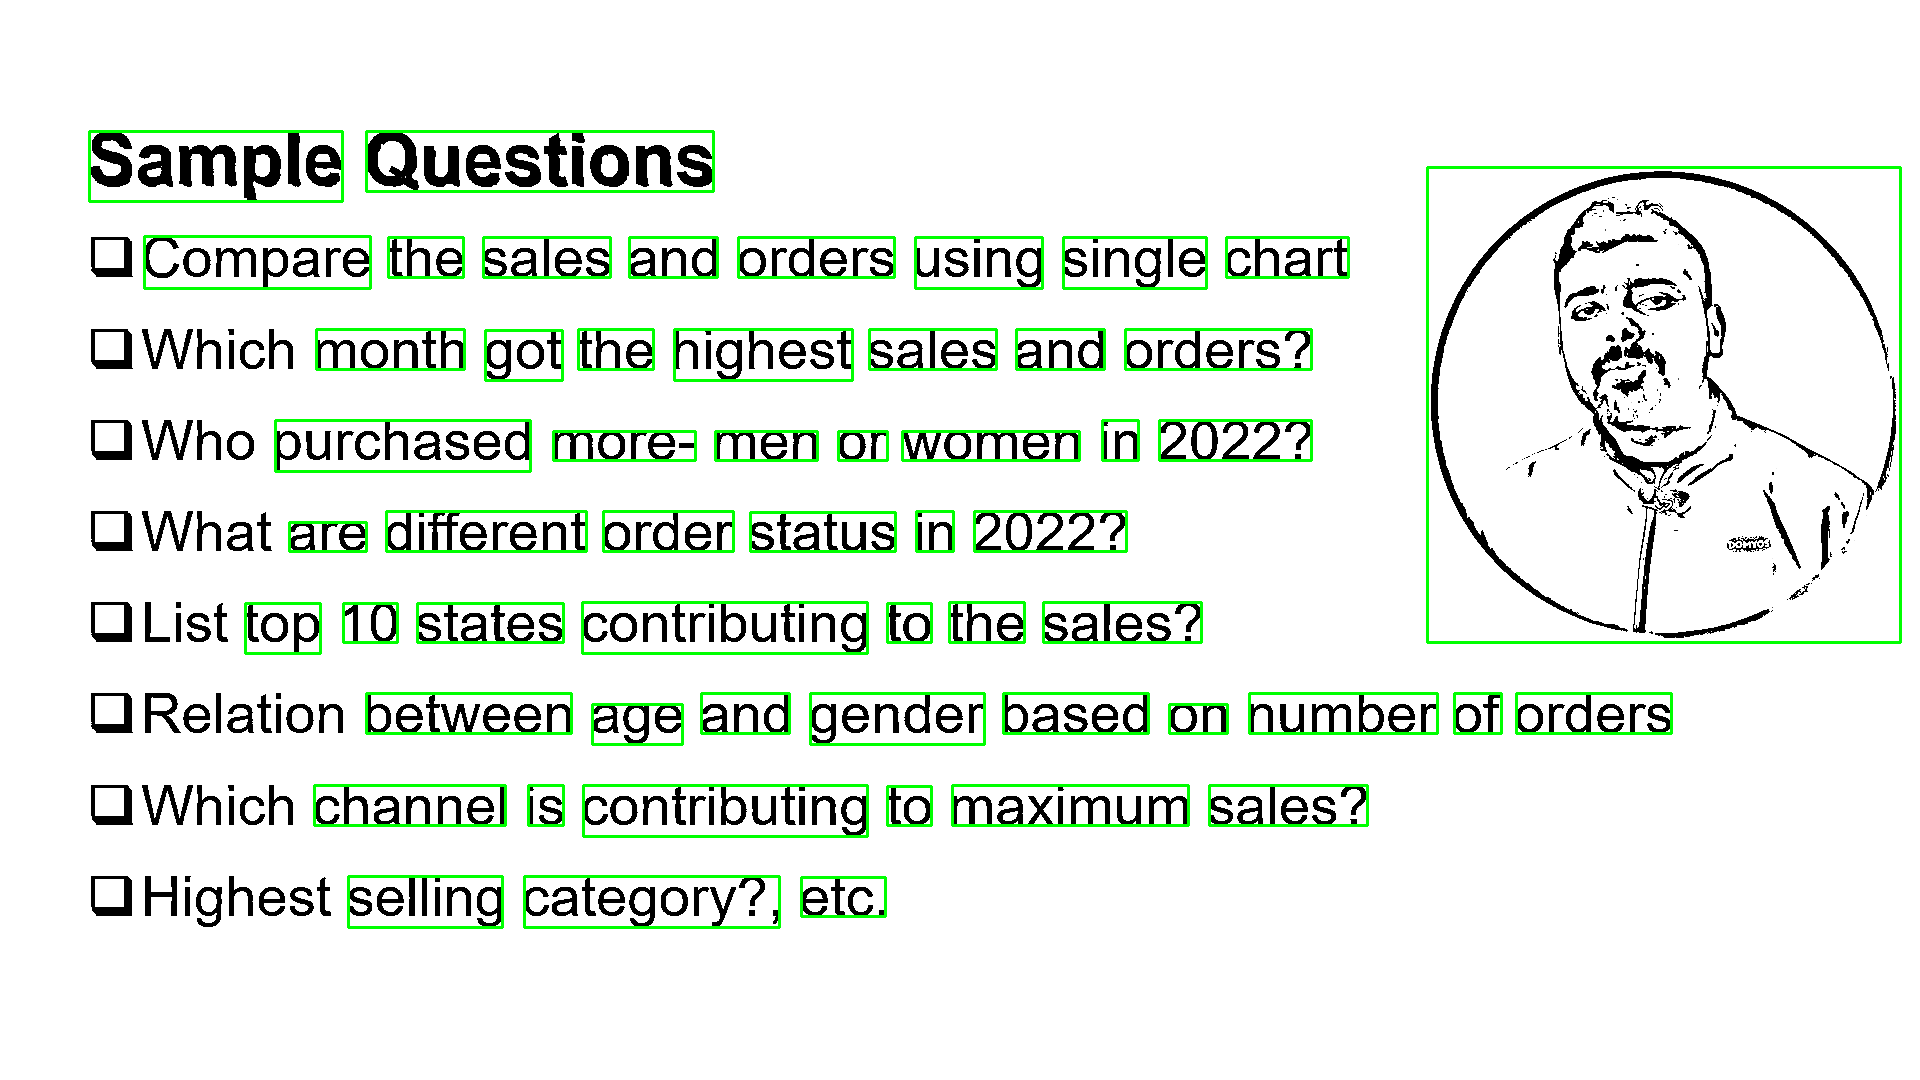 Sample Questions
❑ Compare the sales and orders using single chart
❑ Which month got the highest sales and orders?
❑ Who purchased more- men or women in 2022?
❑ What are different order status in 2022?
❑ List top 10 states contributing to the sales?
❑ Relation between age and gender based on number of orders
❑ Which channel is contributing to maximum sales?
❑ Highest selling category?, etc.